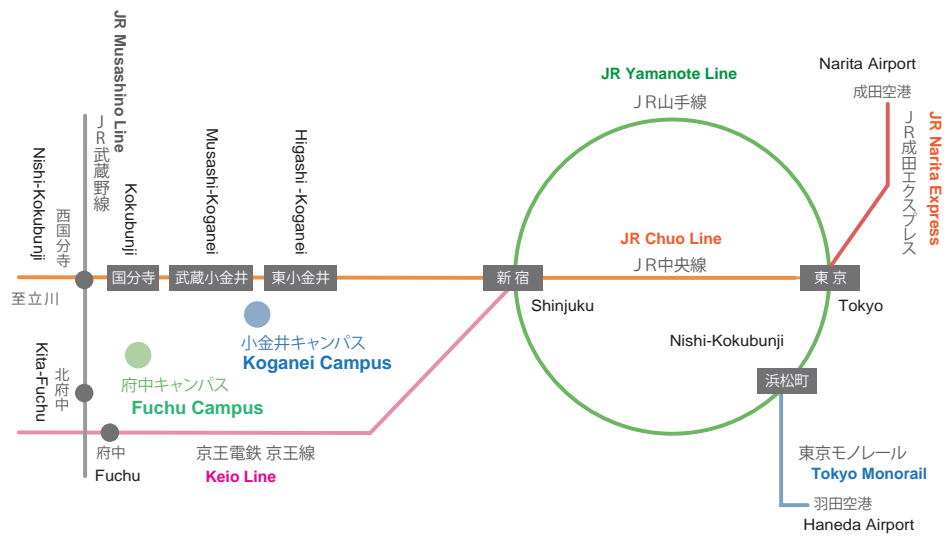 JR Musashino Line
JR武蔵野線
Nishi-Kokubunji
西国分寺
Kokubunji
Musashi-Koganei
Higashi -Koganei
JR Yamanote Line
JR山手線
Narita Airport
成田空港
JR Narita Express
JR成田エクスプレス
国分寺
武蔵小金井
東小金井
新宿
JR Chuo Line
JR中央線
東京
至立川
Shinjuku
Tokyo
小金井キャンパス
Koganei Campus
Nishi-Kokubunji
浜松町
Kita-Fuchu
北府中
府中キャンパス
Fuchu Campus
府中
Fuchu
京王電鉄 京王線
Keio Line
東京モノレール
Tokyo Monorail
羽田空港
Haneda Airport